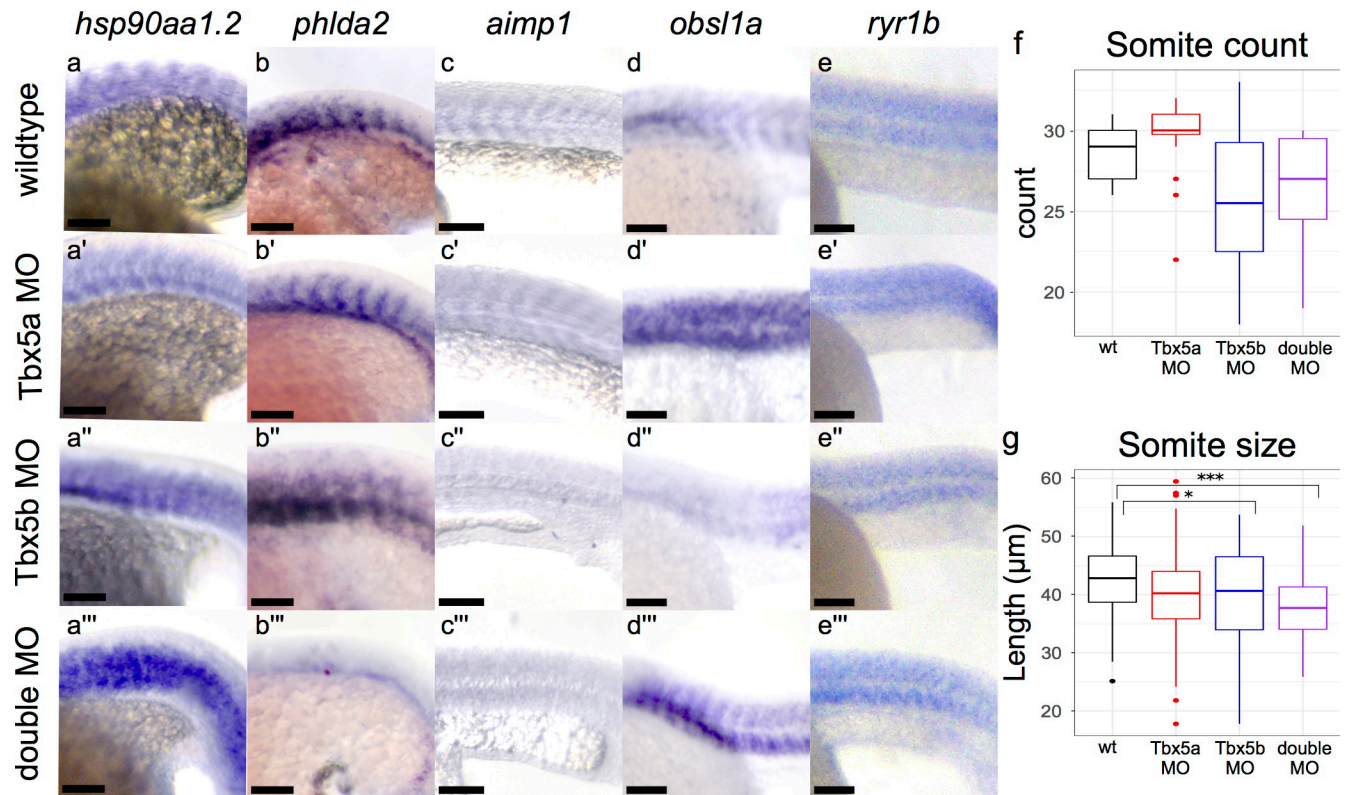 hsp90aa1.2 phlda2 aimp1 obsl1a ryr1b
wildtype
a b c d e
Tbx5a MO
a' b' c' d' e'
Tbx5b MO
a'' b'' c'' d'' e''
double MO
a''' b''' c''' d''' e'''
f Somite count
count
30
25
20
wt Tbx5a MO Tbx5b MO double MO
g Somite size
Length (μm)
60
50
40
30
20
***
*
wt Tbx5a MO Tbx5b MO double MO